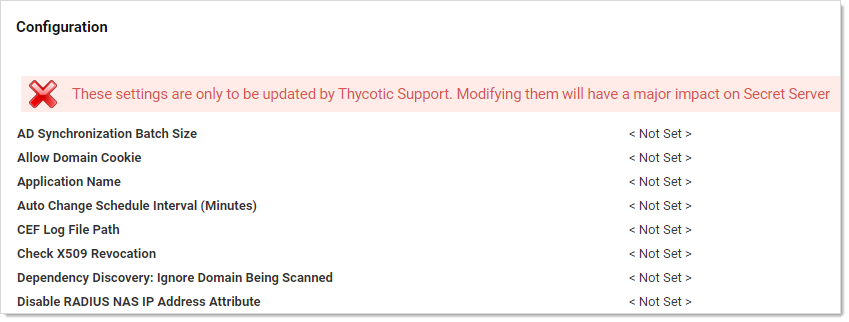 Configuration
These settings are only to be updated by Thycotic Support. Modifying them will have a major impact on Secret Server
AD Synchronization Batch Size < Not Set >
Allow Domain Cookie < Not Set >
Application Name < Not Set >
Auto Change Schedule Interval (Minutes) < Not Set >
CEF Log File Path < Not Set >
Check X509 Revocation < Not Set >
Dependency Discovery: Ignore Domain Being Scanned < Not Set >
Disable RADIUS NAS IP Address Attribute < Not Set >